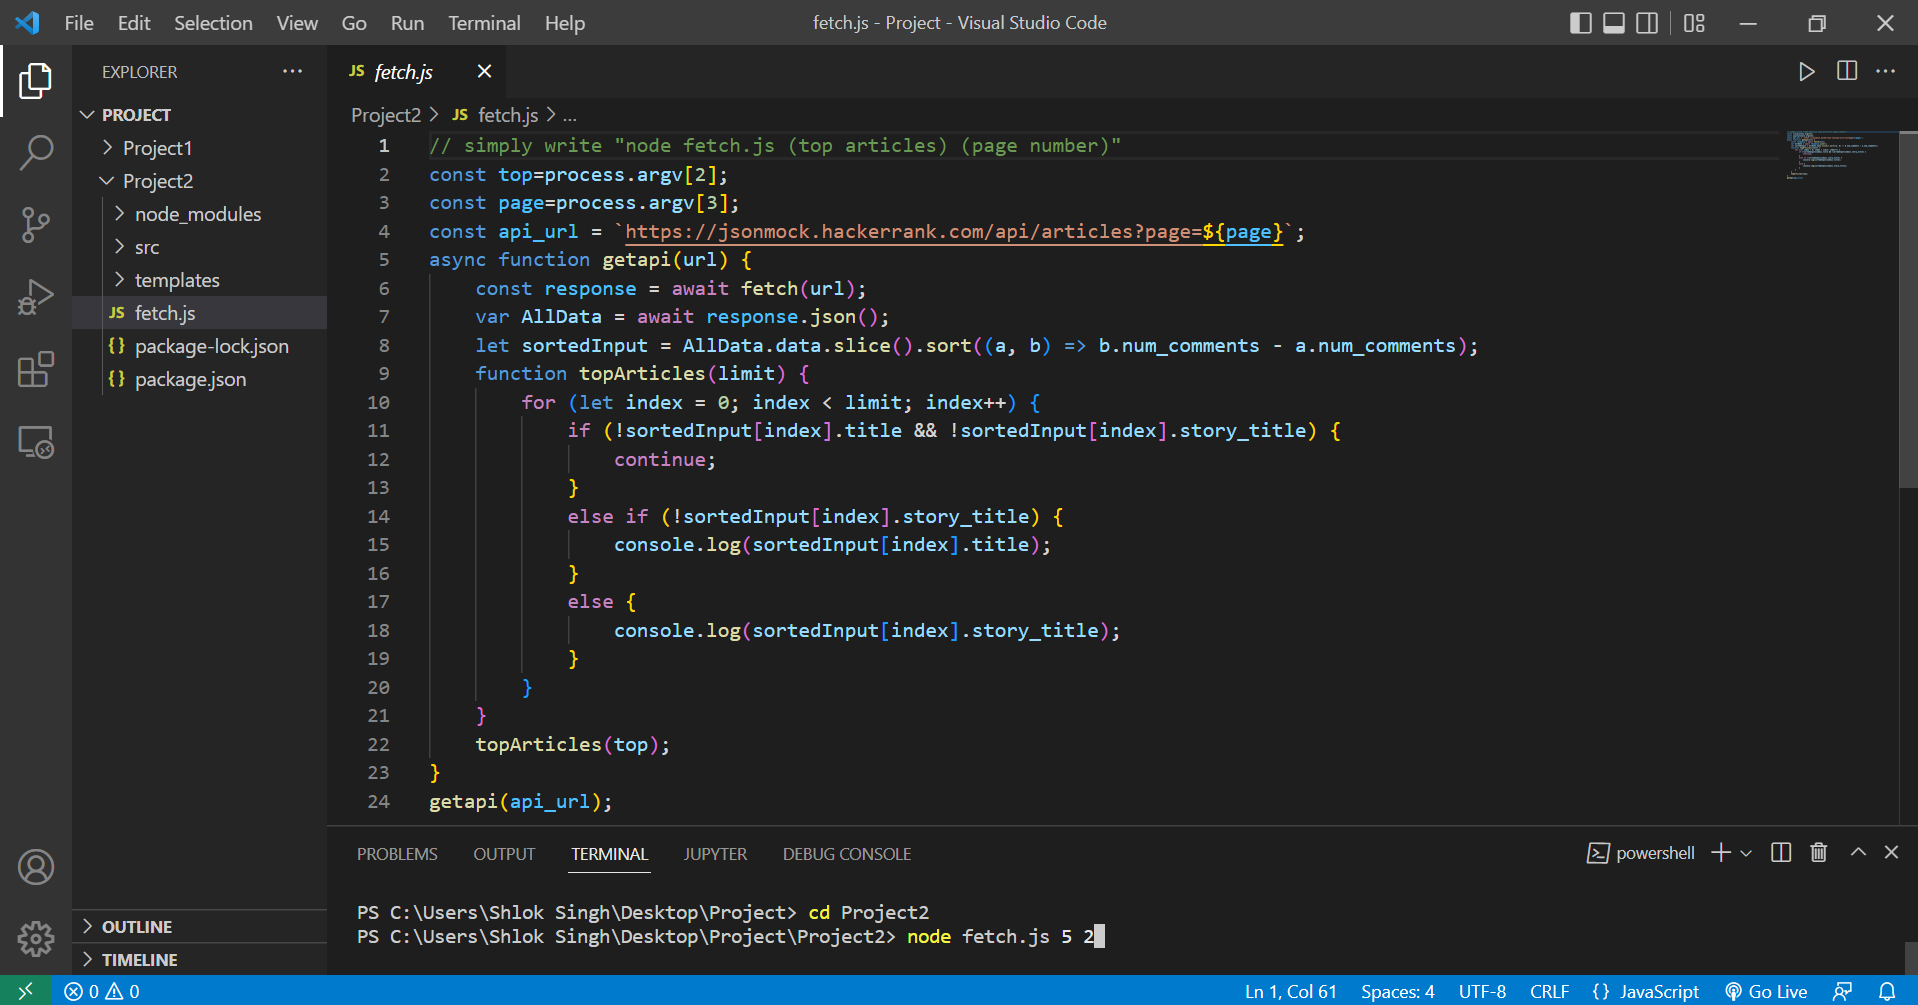 File Edit Selection View Go Run Terminal Help
fetch.js - Project - Visual Studio Code
EXPLORER
PROJECT
Project1
Project2
node_modules
src
templates
JS fetch.js
{} package-lock.json
{} package.json
OUTLINE
TIMELINE
JS fetch.js
Project2 > JS fetch.js > ...
1 // simply write "node fetch.js (top articles) (page number)"
2 const top=process.argv[2];
3 const page=process.argv[3];
4 const api_url = `https://jsonmock.hackerrank.com/api/articles?page=${page}`;
5 async function getapi(url) {
6 const response = await fetch(url);
7 var AllData = await response.json();
8 let sortedInput = AllData.data.slice().sort((a, b) => b.num_comments - a.num_comments);
9 function topArticles(limit) {
10 for (let index = 0; index < limit; index++) {
11 if (!sortedInput[index].title && !sortedInput[index].story_title) {
12 continue;
13 }
14 else if (!sortedInput[index].story_title) {
15 console.log(sortedInput[index].title);
16 }
17 else {
18 console.log(sortedInput[index].story_title);
19 }
20 }
21 }
22 topArticles(top);
23 }
24 getapi(api_url);
PROBLEMS OUTPUT TERMINAL JUPYTER DEBUG CONSOLE
powershell
PS C:\Users\Shlok Singh\Desktop\Project> cd Project2
PS C:\Users\Shlok Singh\Desktop\Project\Project2> node fetch.js 5 2
0 0
Ln 1, Col 61 Spaces: 4 UTF-8 CRLF {} JavaScript Go Live